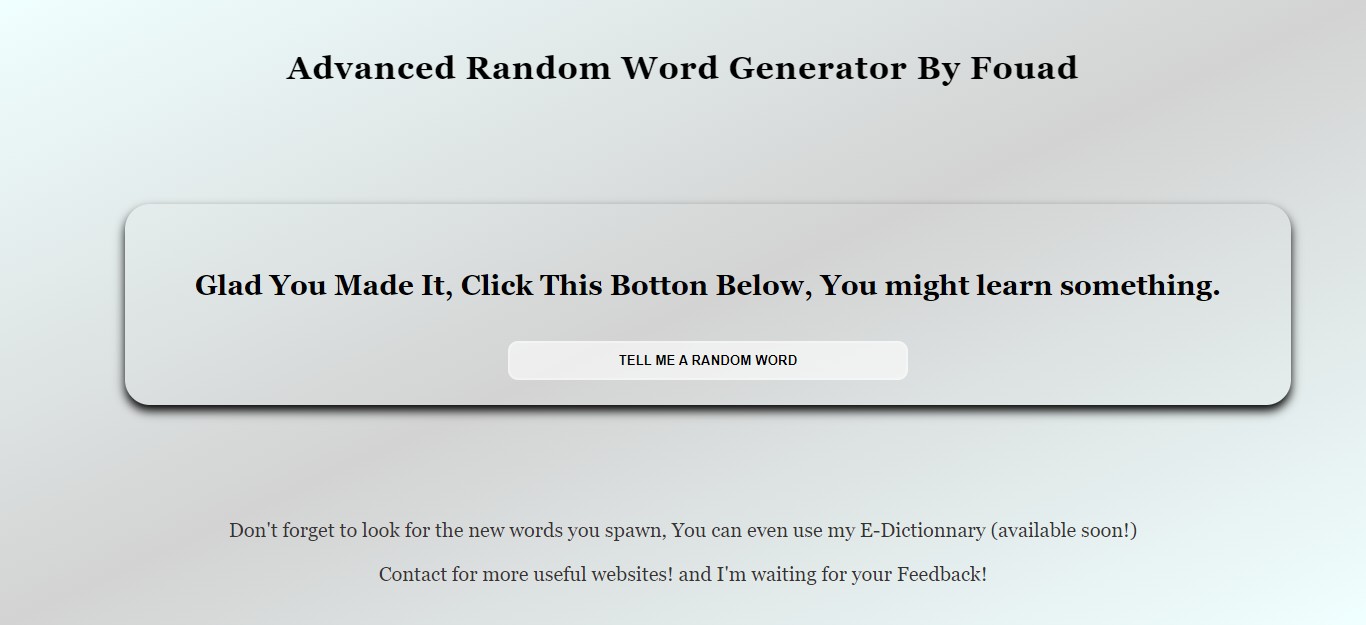 Advanced Random Word Generator By Fouad
Glad You Made It, Click This Botton Below, You might learn something.
TELL ME A RANDOM WORD
Don't forget to look for the new words you spawn, You can even use my E-Dictionnary (available soon!)
Contact for more useful websites! and I'm waiting for your Feedback!